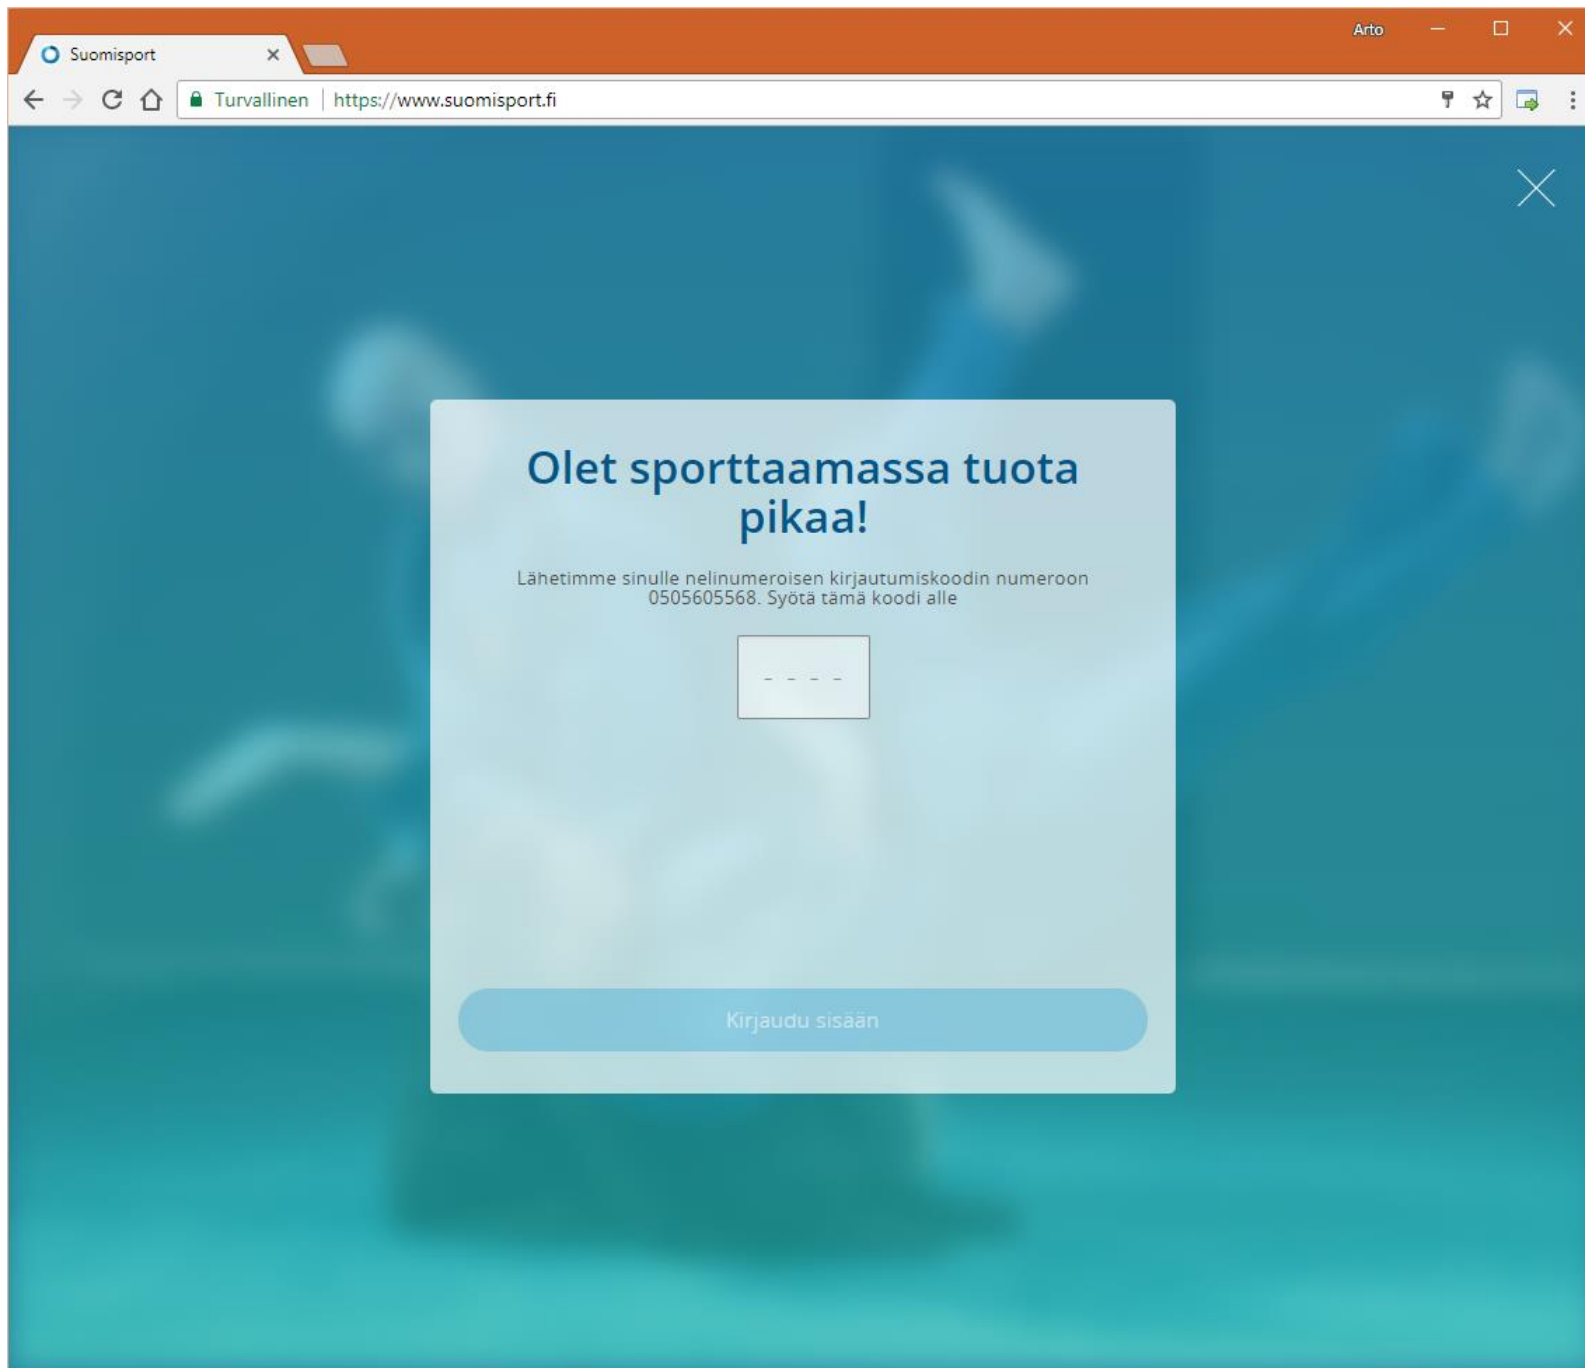 Arto
Suomisport
Turvallinen | https://www.suomisport.fi
Olet sporttaamassa tuota
pikaa!
Lähetimme sinulle nelinumeroisen kirjautumiskoodin numeroon
0505605568. Syötä tämä koodi alle
- - - -
Kirjaudu sisään